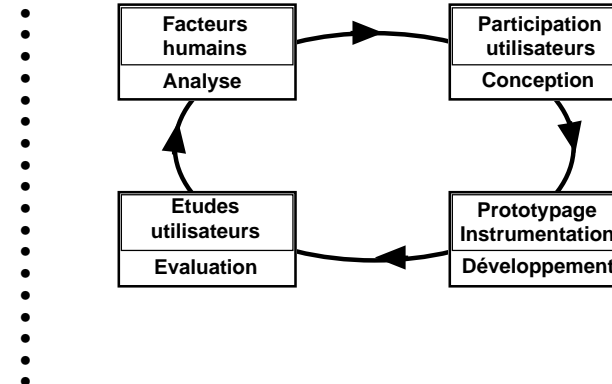 Facteurs
humains
Analyse
Participation
utilisateurs
Conception
Etudes
utilisateurs
Evaluation
Prototypage
Instrumentation
Développement